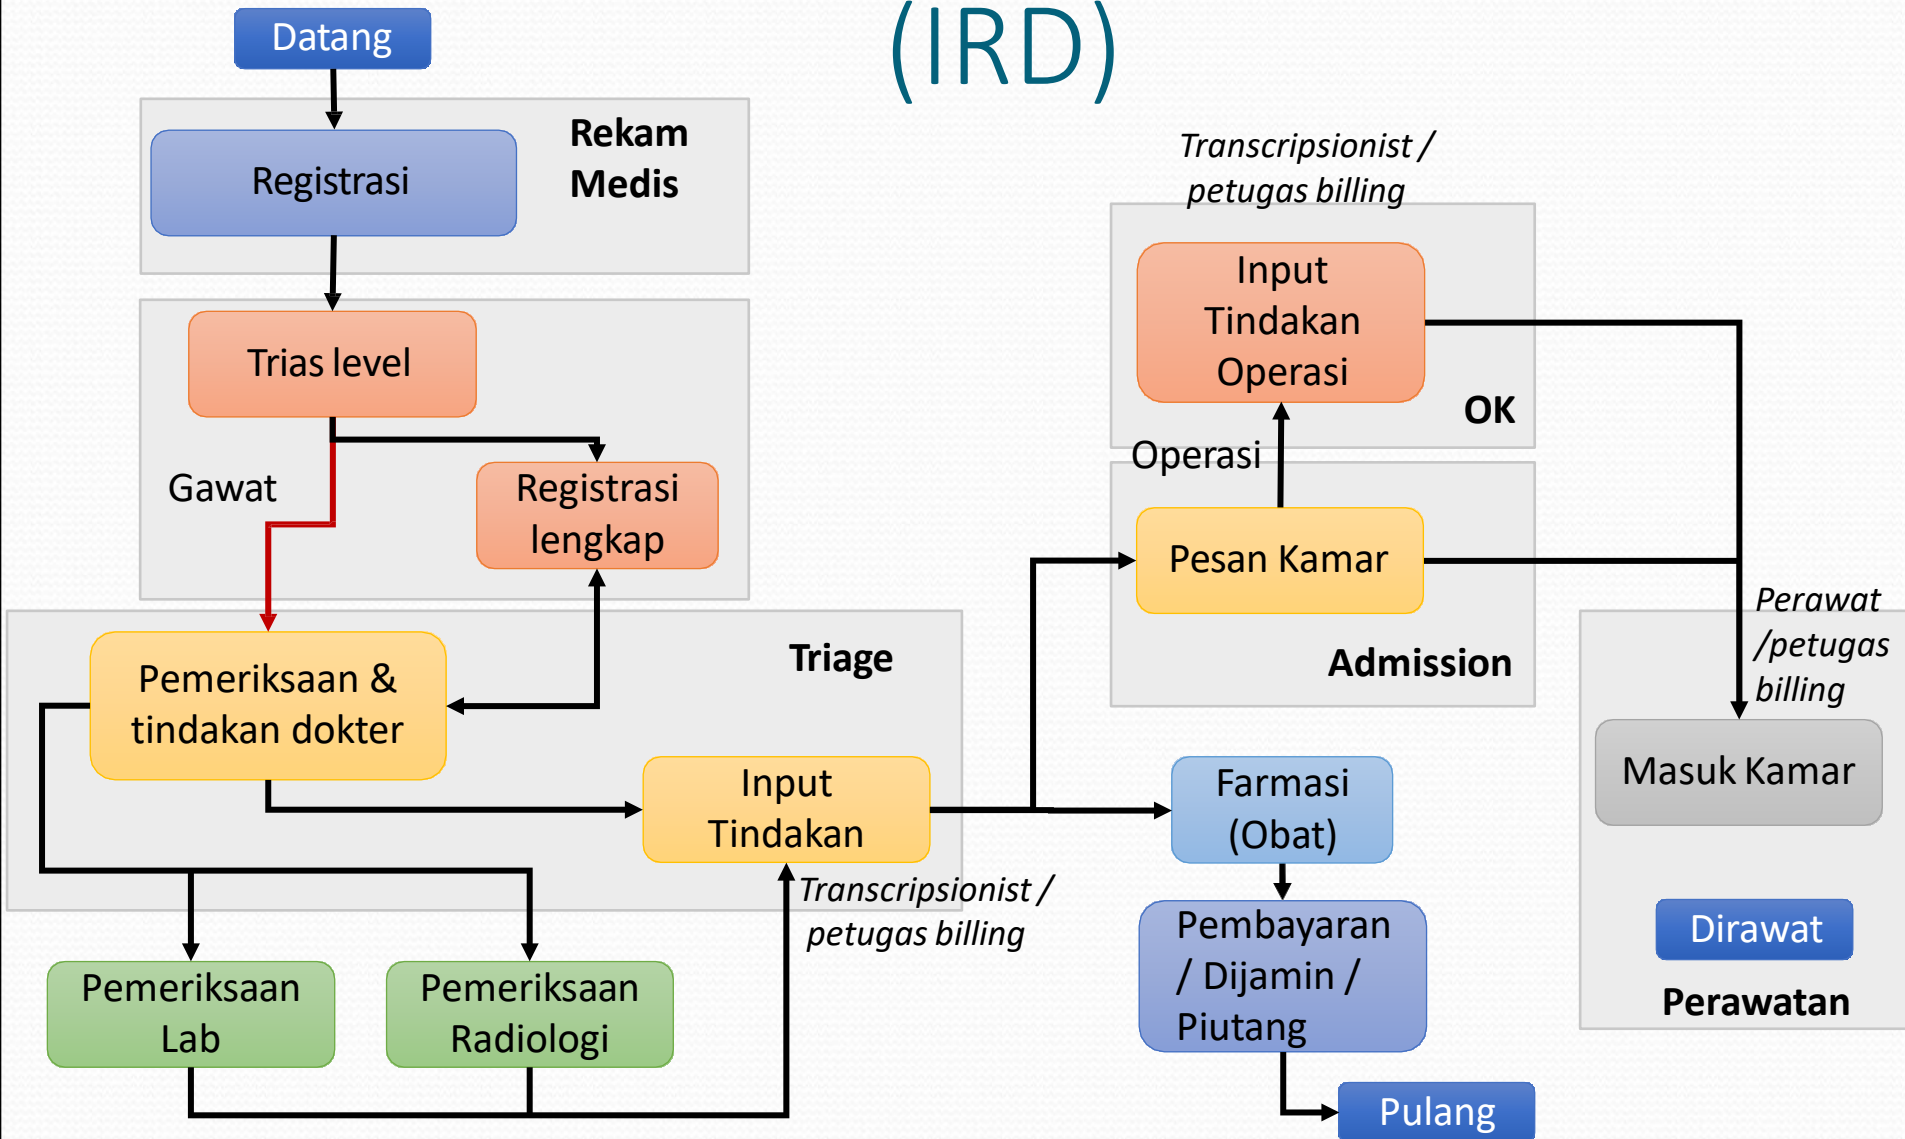 (IRD)
Datang
Registrasi
Rekam
Medis
Trias level
Gawat
Registrasi
lengkap
Triage
Pemeriksaan &
tindakan dokter
Input
Tindakan
Transcripsionist /
petugas billing
Pemeriksaan
Lab
Pemeriksaan
Radiologi
Transcripsionist /
petugas billing
Input
Tindakan
Operasi
OK
Operasi
Pesan Kamar
Admission
Farmasi
(Obat)
Pembayaran
/ Dijamin /
Piutang
Pulang
Perawat
/petugas
billing
Masuk Kamar
Dirawat
Perawatan